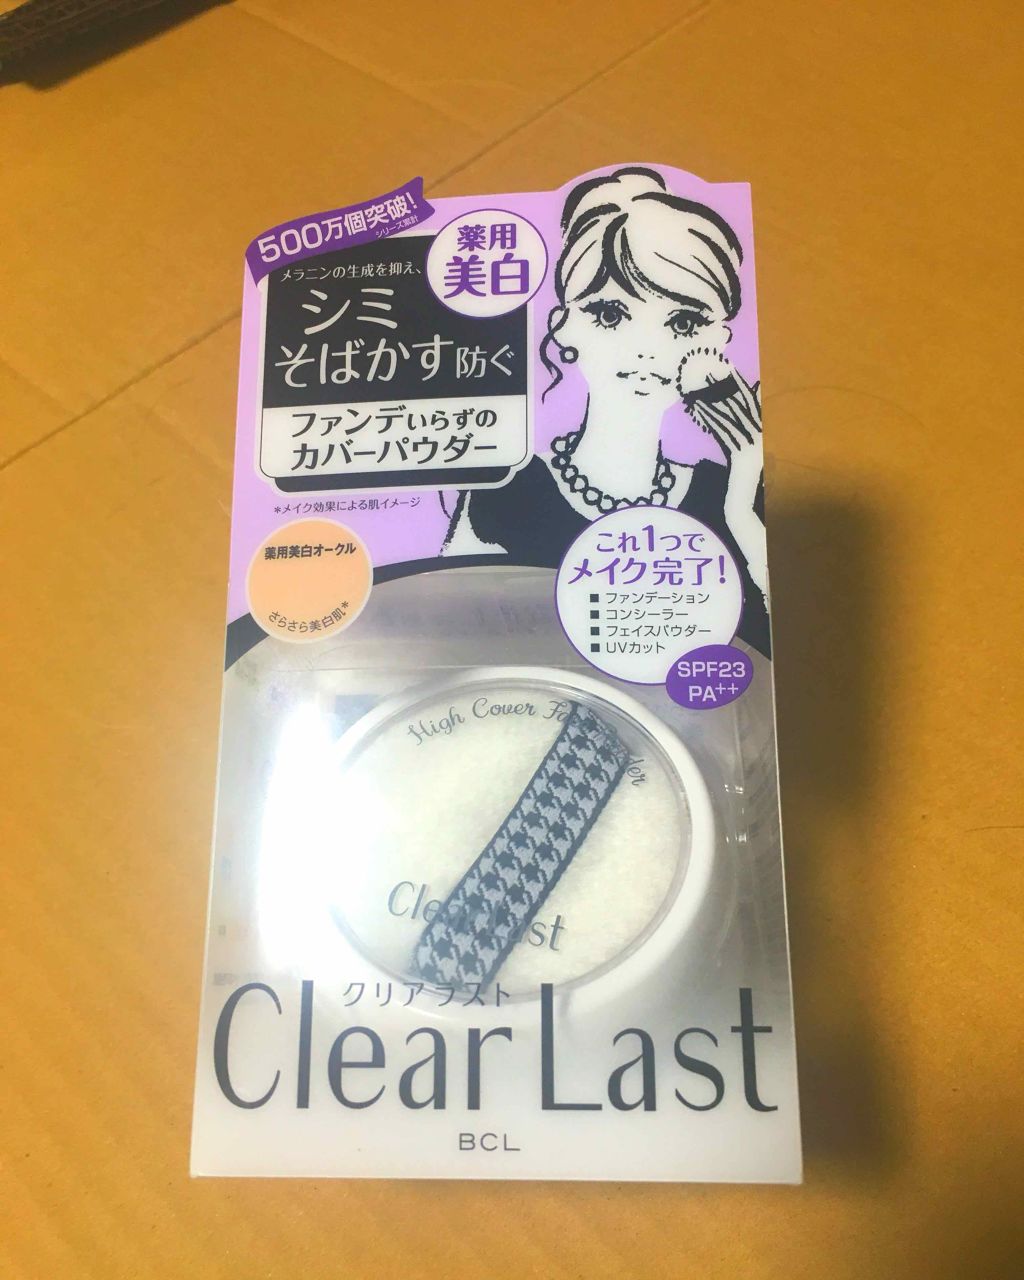 500万個突破!
シリーズ累計
薬用
美白
メラニンの生成を抑え、
シミ
そばかす防ぐ
ファンデいらずの
カバーパウダー
*メイク効果による肌イメージ
薬用美白オークル
さらさら美白肌*
これ1つで
メイク完了!
■ ファンデーション
■ コンシーラー
■ フェイスパウダー
■ UVカット
SPF23
PA++
High Cover
Clear Last
クリアラスト
Clear Last
BCL